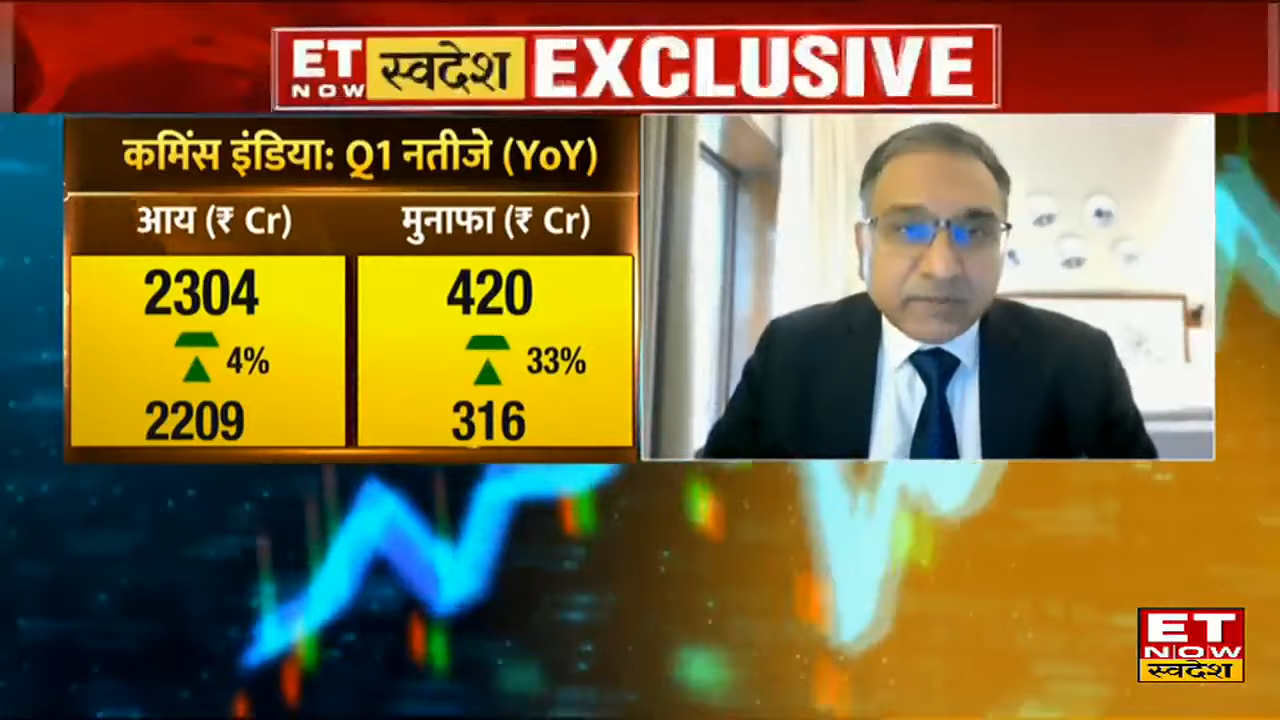 ET NOW स्वदेश EXCLUSIVE
कमिंस इंडिया: Q1 नतीजे (YoY)
आय (₹ Cr) मुनाफा (₹ Cr)
2304 420
4% 33%
2209 316
ET
NOW
स्वदेश